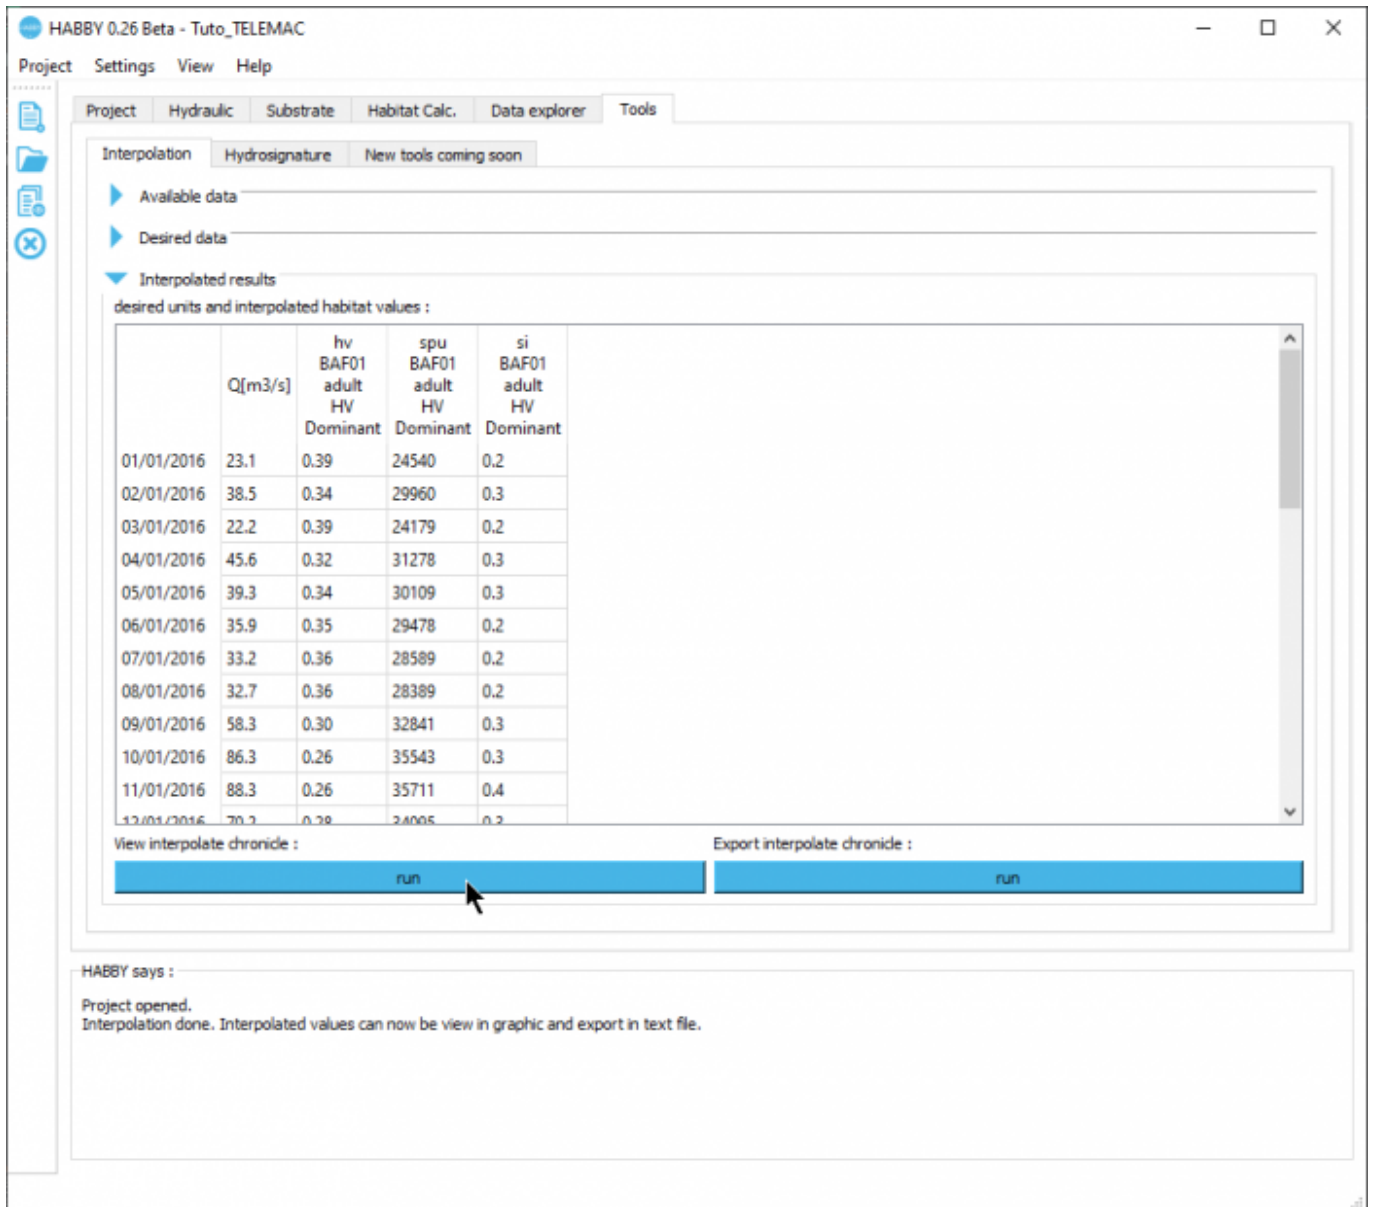 HABBY 0.26 Beta - Tuto_TELEMAC
Project Settings View Help
Project Hydraulic Substrate Habitat Calc. Data explorer Tools
Interpolation Hydrosignature New tools coming soon
Available data
Desired data
Interpolated results
desired units and interpolated habitat values :
Q[m3/s] hv BAF01 adult HV Dominant spu BAF01 adult HV Dominant si BAF01 adult HV Dominant
01/01/2016 23.1 0.39 24540 0.2
02/01/2016 38.5 0.34 29960 0.3
03/01/2016 22.2 0.39 24179 0.2
04/01/2016 45.6 0.32 31278 0.3
05/01/2016 39.3 0.34 30109 0.3
06/01/2016 35.9 0.35 29478 0.2
07/01/2016 33.2 0.36 28589 0.2
08/01/2016 32.7 0.36 28389 0.2
09/01/2016 58.3 0.30 32841 0.3
10/01/2016 86.3 0.26 35543 0.3
11/01/2016 88.3 0.26 35711 0.4
12/01/2016 70.2 0.28
View interpolate chronicle : Export interpolate chronicle :
run run
HABBY says :
Project opened.
Interpolation done. Interpolated values can now be view in graphic and export in text file.